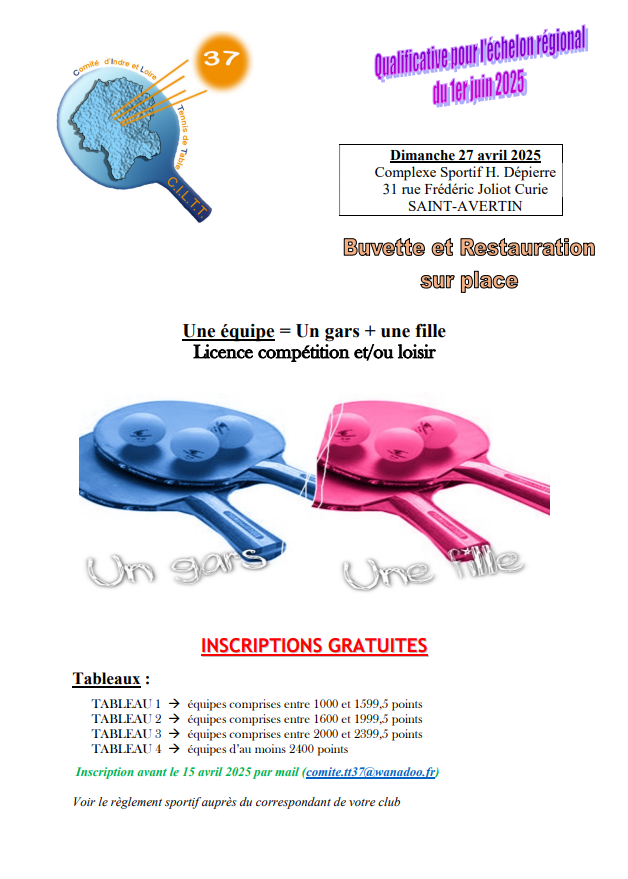 Comité d'Indre et Loire
Tennis de Table
C.I.L.T.T.
37
Qualificative pour l'échelon régional
du 1er juin 2025
Dimanche 27 avril 2025
Complexe Sportif H. Dépierre
31 rue Frédéric Joliot Curie
SAINT-AVERTIN
Buvette et Restauration
sur place
Une équipe = Un gars + une fille
Licence compétition et/ou loisir
Un gars
Une fille
INSCRIPTIONS GRATUITES
Tableaux :
TABLEAU 1 → équipes comprises entre 1000 et 1599,5 points
TABLEAU 2 → équipes comprises entre 1600 et 1999,5 points
TABLEAU 3 → équipes comprises entre 2000 et 2399,5 points
TABLEAU 4 → équipes d'au moins 2400 points
Inscription avant le 15 avril 2025 par mail (comite.tt37@wanadoo.fr)
Voir le règlement sportif auprès du correspondant de votre club